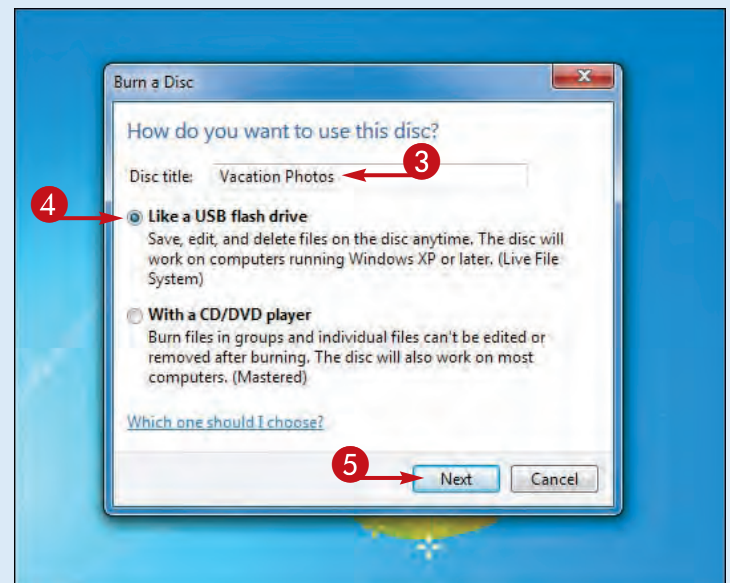 Burn a Disc
How do you want to use this disc?
Disc title: Vacation Photos 3
4 Like a USB flash drive
Save, edit, and delete files on the disc anytime. The disc will
work on computers running Windows XP or later. (Live File
System)
With a CD/DVD player
Burn files in groups and individual files can't be edited or
removed after burning. The disc will also work on most
computers. (Mastered)
Which one should I choose?
5 Next Cancel